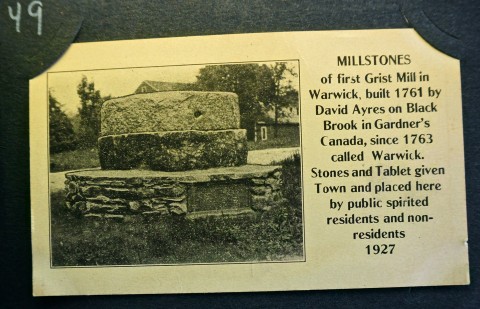 49
MILLSTONES
of first Grist Mill in
Warwick, built 1761 by
David Ayres on Black
Brook in Gardner's
Canada, since 1763
called Warwick.
Stones and Tablet given
Town and placed here
by public spirited
residents and non-
residents
1927